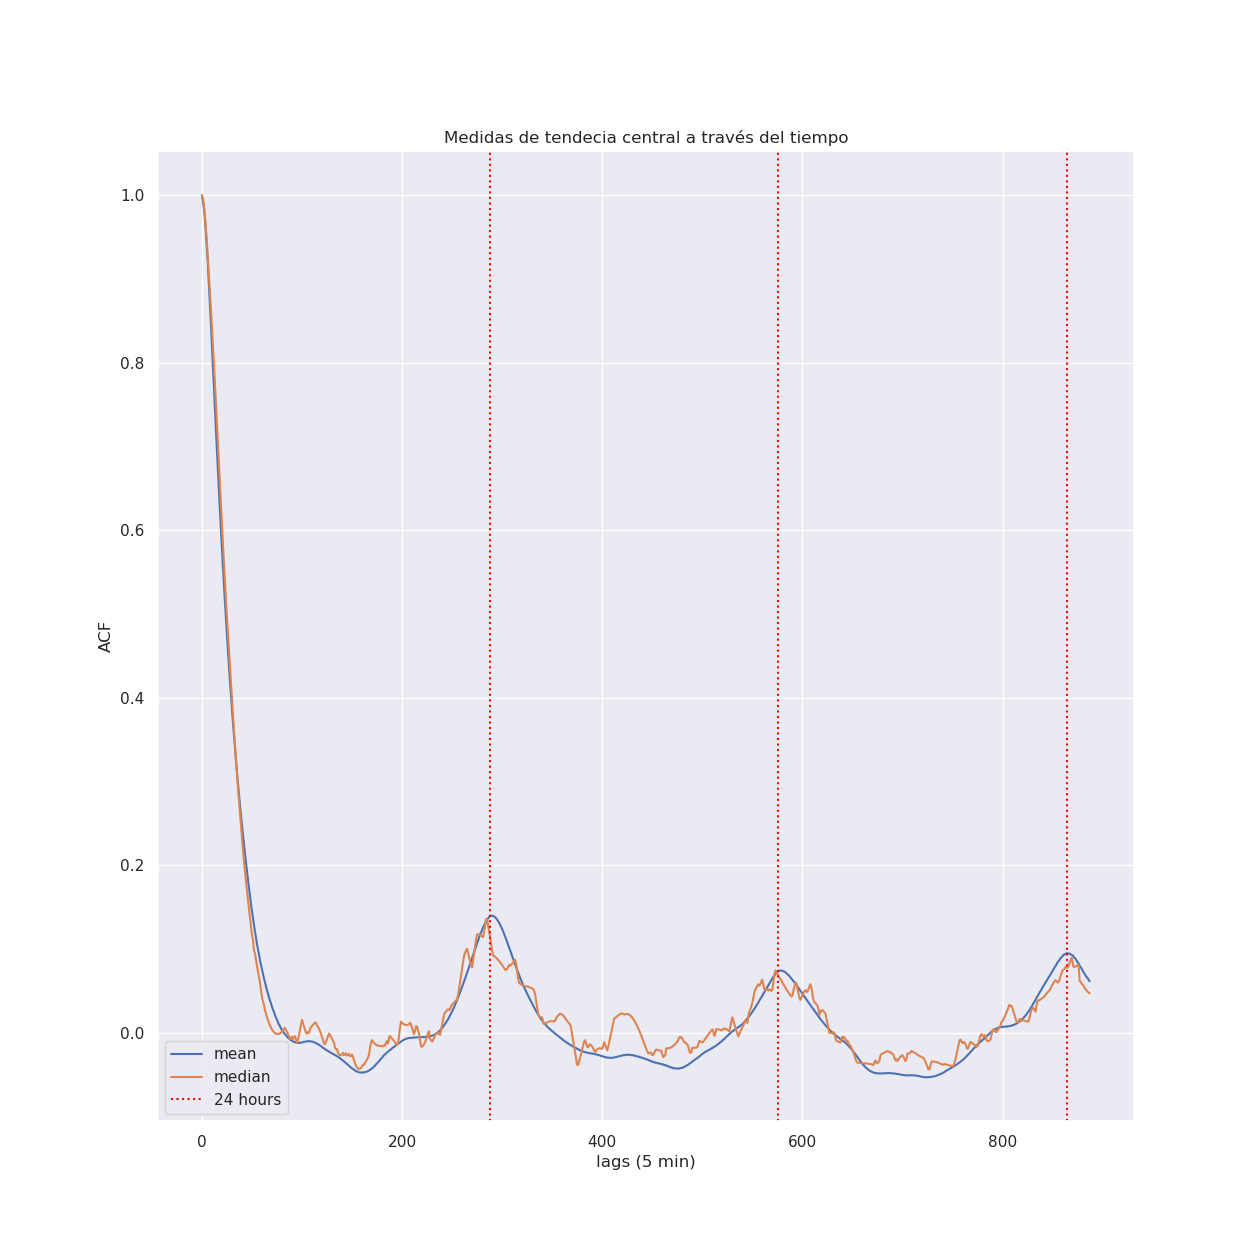 Medidas de tendecia central a través del tiempo
1.0
0.8
0.6
0.4
0.2
0.0
ACF
mean
median
24 hours
0 200 400 600 800
lags (5 min)